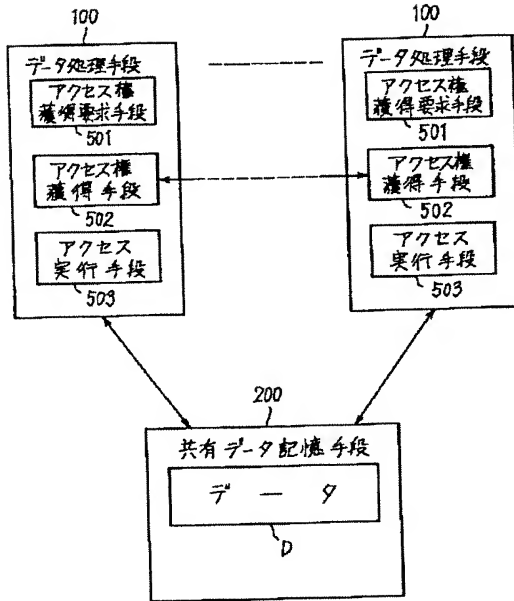 100
データ処理手段
アクセス権
獲得要求手段
501
アクセス権
獲得手段
502
アクセス
実行手段
503
100
データ処理手段
アクセス権
獲得要求手段
501
アクセス権
獲得手段
502
アクセス
実行手段
503
200
共有データ記憶手段
データ
D